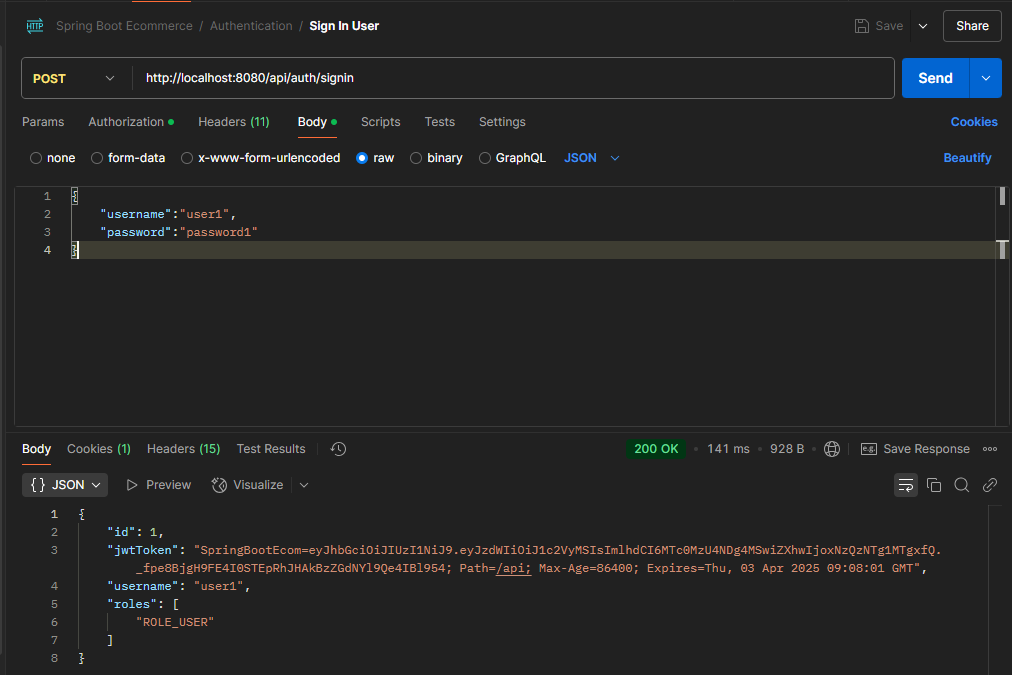 HTTP Spring Boot Ecommerce / Authentication / Sign In User Save Share
POST http://localhost:8080/api/auth/signin Send
Params Authorization Headers (11) Body Scripts Tests Settings Cookies
none form-data x-www-form-urlencoded raw binary GraphQL JSON Beautify
1 {
2 "username":"user1",
3 "password":"password1"
4 }
Body Cookies (1) Headers (15) Test Results 200 OK • 141 ms • 928 B • e.g. Save Response
{} JSON Preview Visualize
1 {
2 "id": 1,
3 "jwtToken": "SpringBootEcom=eyJhbGciOiJIUzI1NiJ9.eyJzdWIiOiJ1c2VyMSIsImlhdCI6MTc0MzU4NDg4MSwiZXhwIjoxNzQzNTg1MTgxfQ.
_fpe8BjgH9FE4I0STEpRhJHAkBzZGdNYl9Qe4IBl954; Path=/api; Max-Age=86400; Expires=Thu, 03 Apr 2025 09:08:01 GMT",
4 "username": "user1",
5 "roles": [
6 "ROLE_USER"
7 ]
8 }